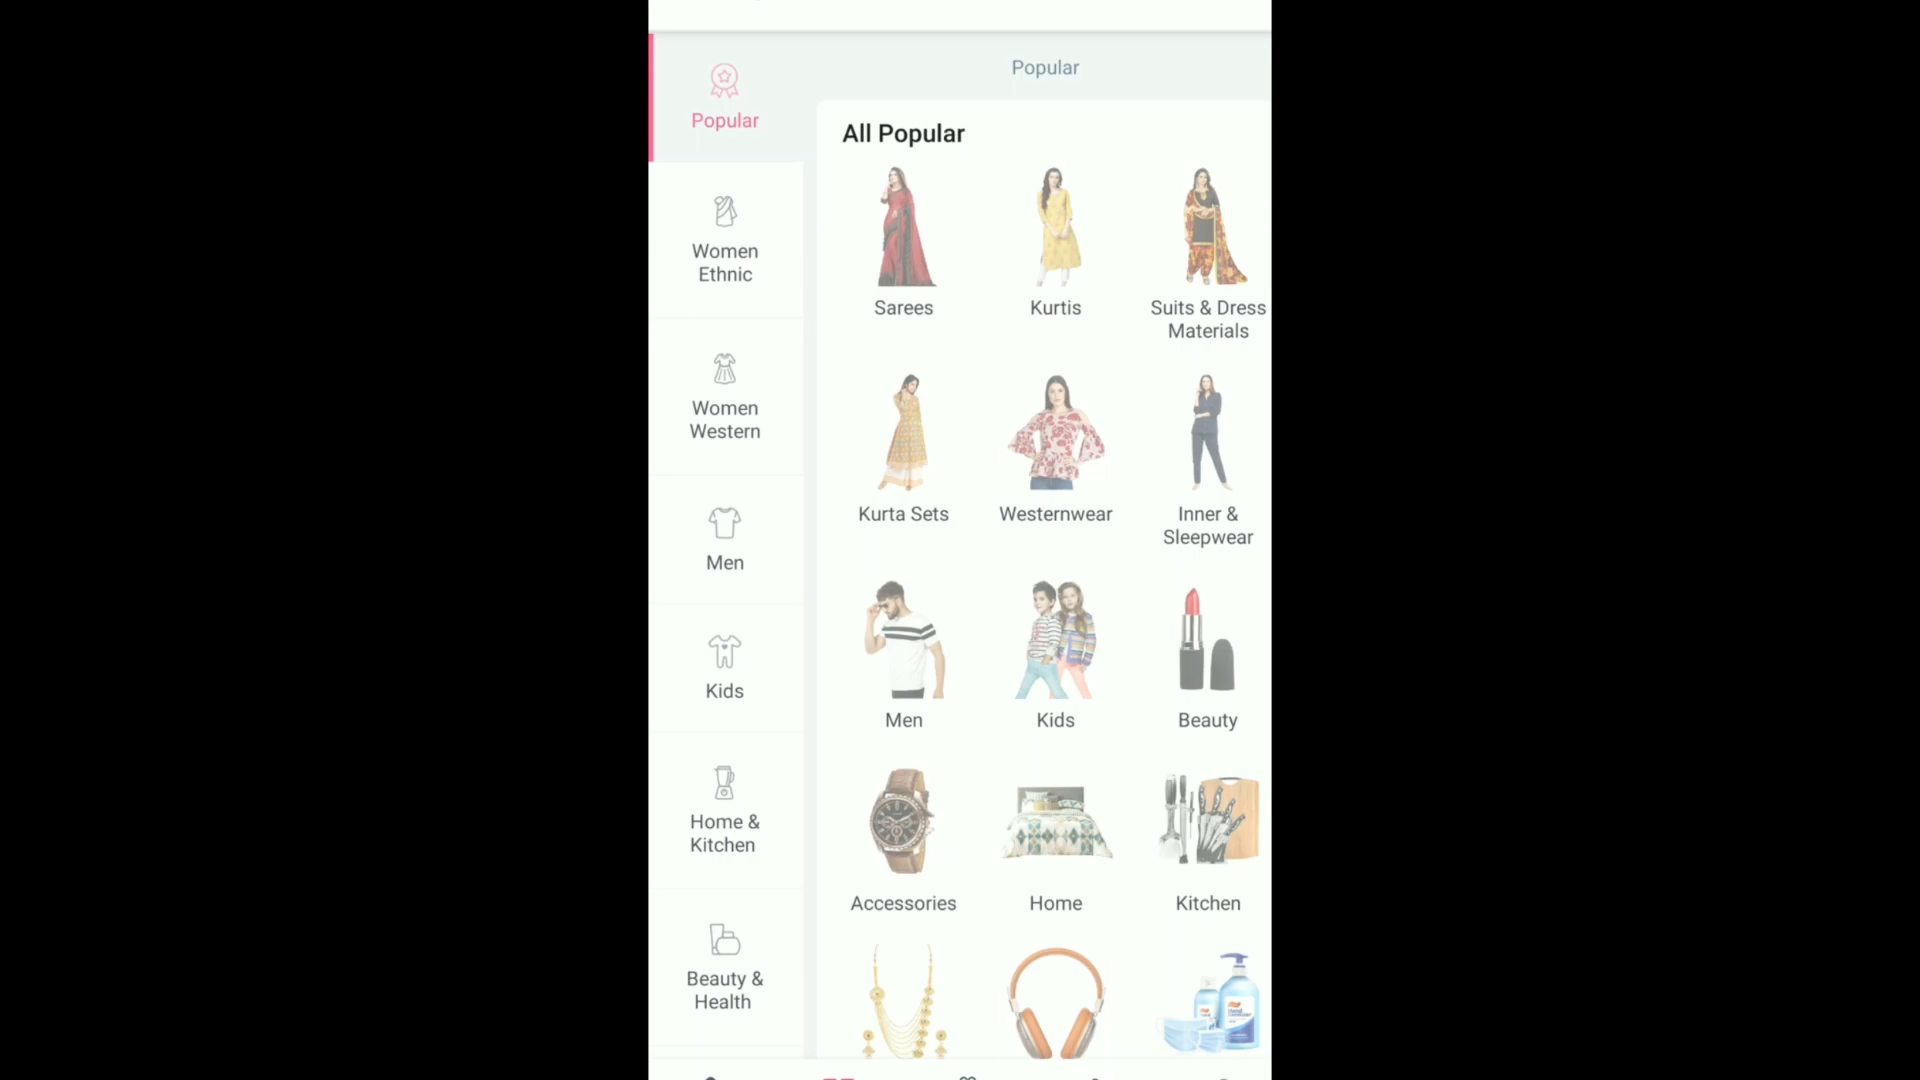 Popular
Popular
Women
Ethnic
Women
Western
Men
Kids
Home &
Kitchen
Beauty &
Health
All Popular
Sarees
Kurtis
Suits & Dress
Materials
Kurta Sets
Westernwear
Inner &
Sleepwear
Men
Kids
Beauty
Accessories
Home
Kitchen